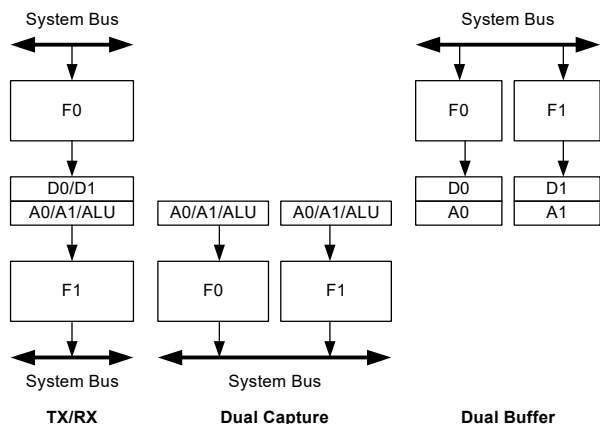 System Bus
F0
D0/D1
A0/A1/ALU
F1
System Bus
TX/RX
A0/A1/ALU
A0/A1/ALU
F0
F1
System Bus
Dual Capture
System Bus
F0
F1
D0
D1
A0
A1
Dual Buffer